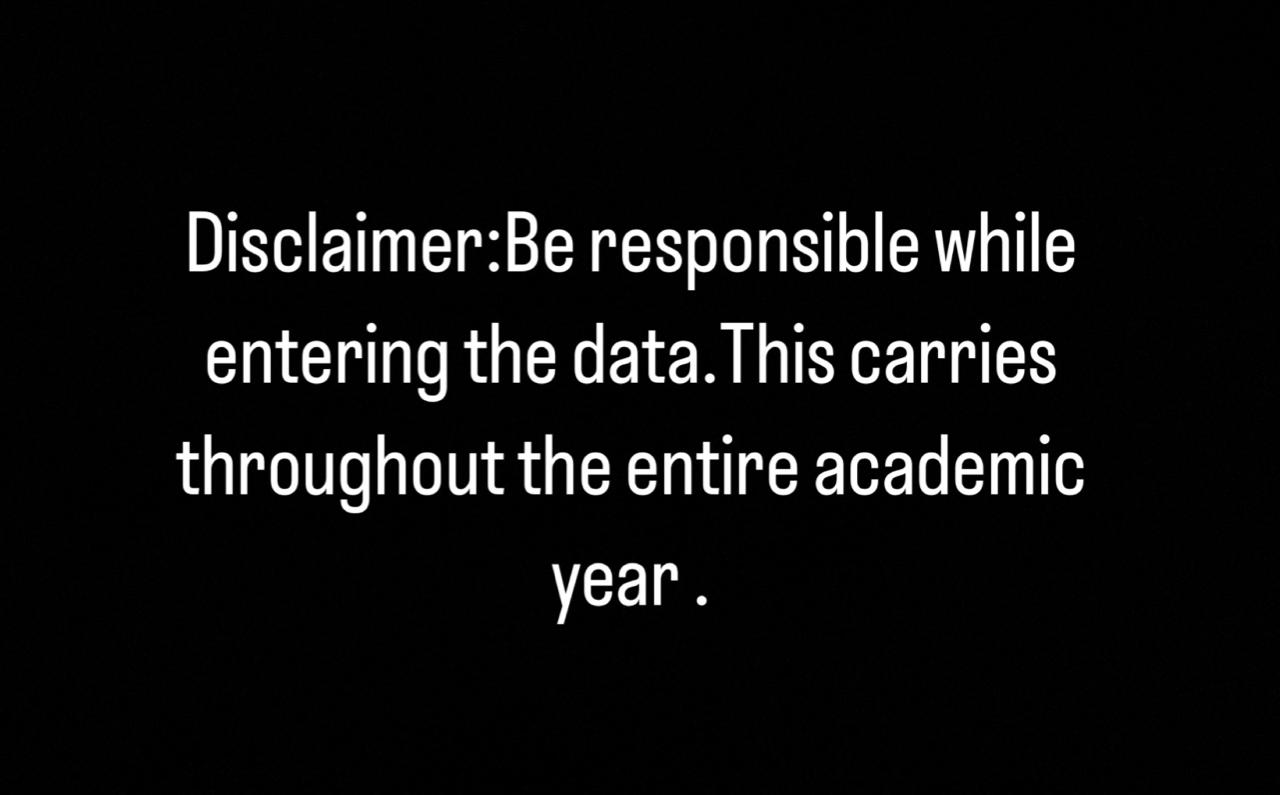 Disclaimer:Be responsible while
entering the data.This carries
throughout the entire academic
year .